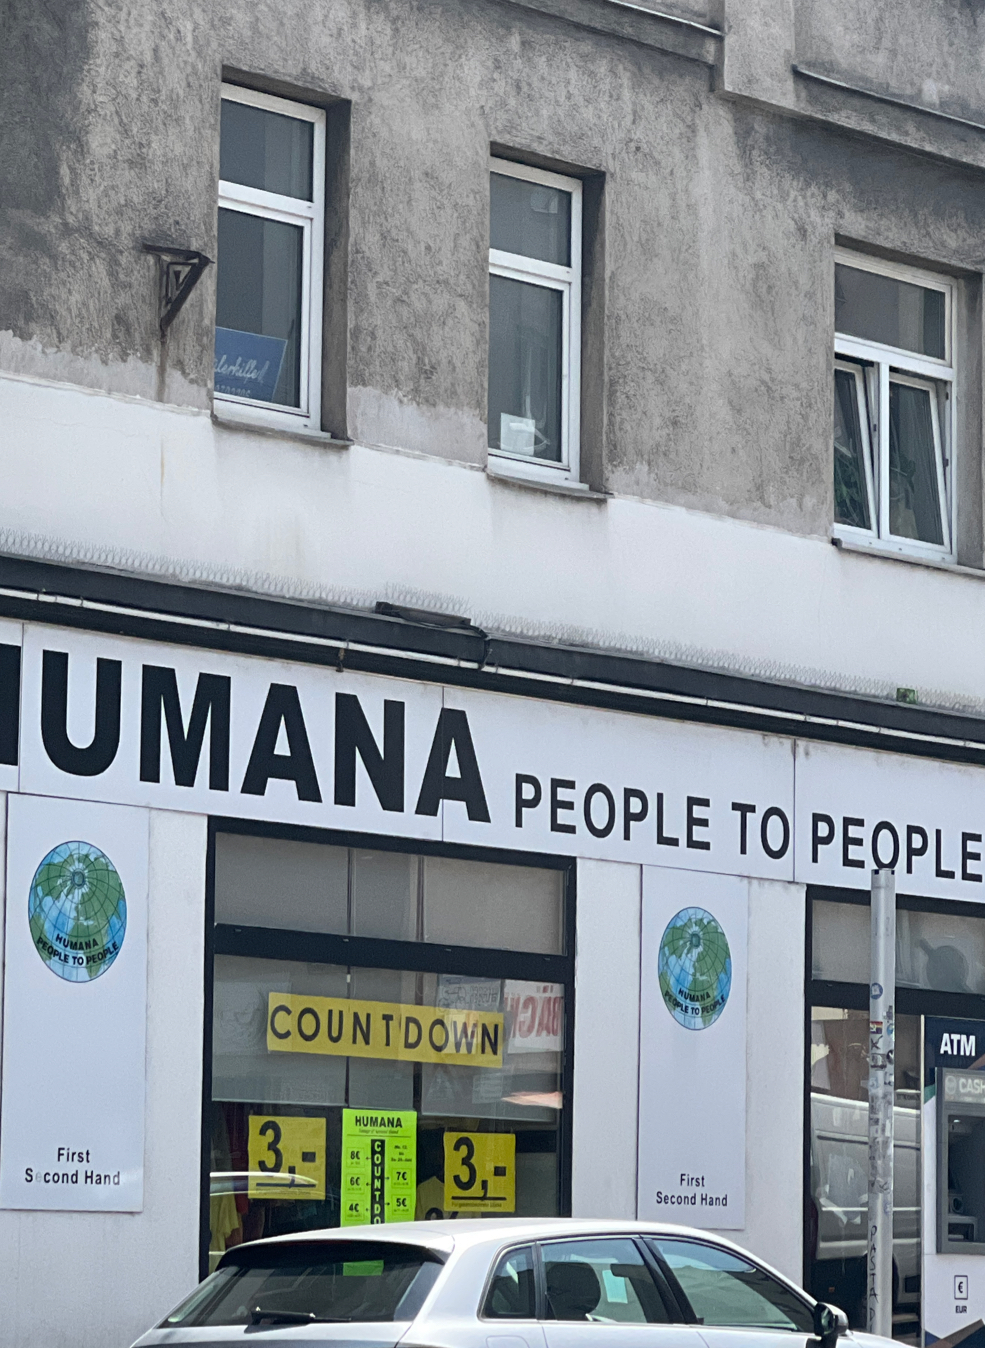 HUMANA PEOPLE TO PEOPLE
HUMANA
PEOPLE TO PEOPLE
First
Second Hand
COUNTDOWN
3,-
HUMANA
COUNTDO
8€
7€
6€
5€
4€
3,-
HUMANA
PEOPLE TO PEOPLE
First
Second Hand
ATM
CASH
€
EUR